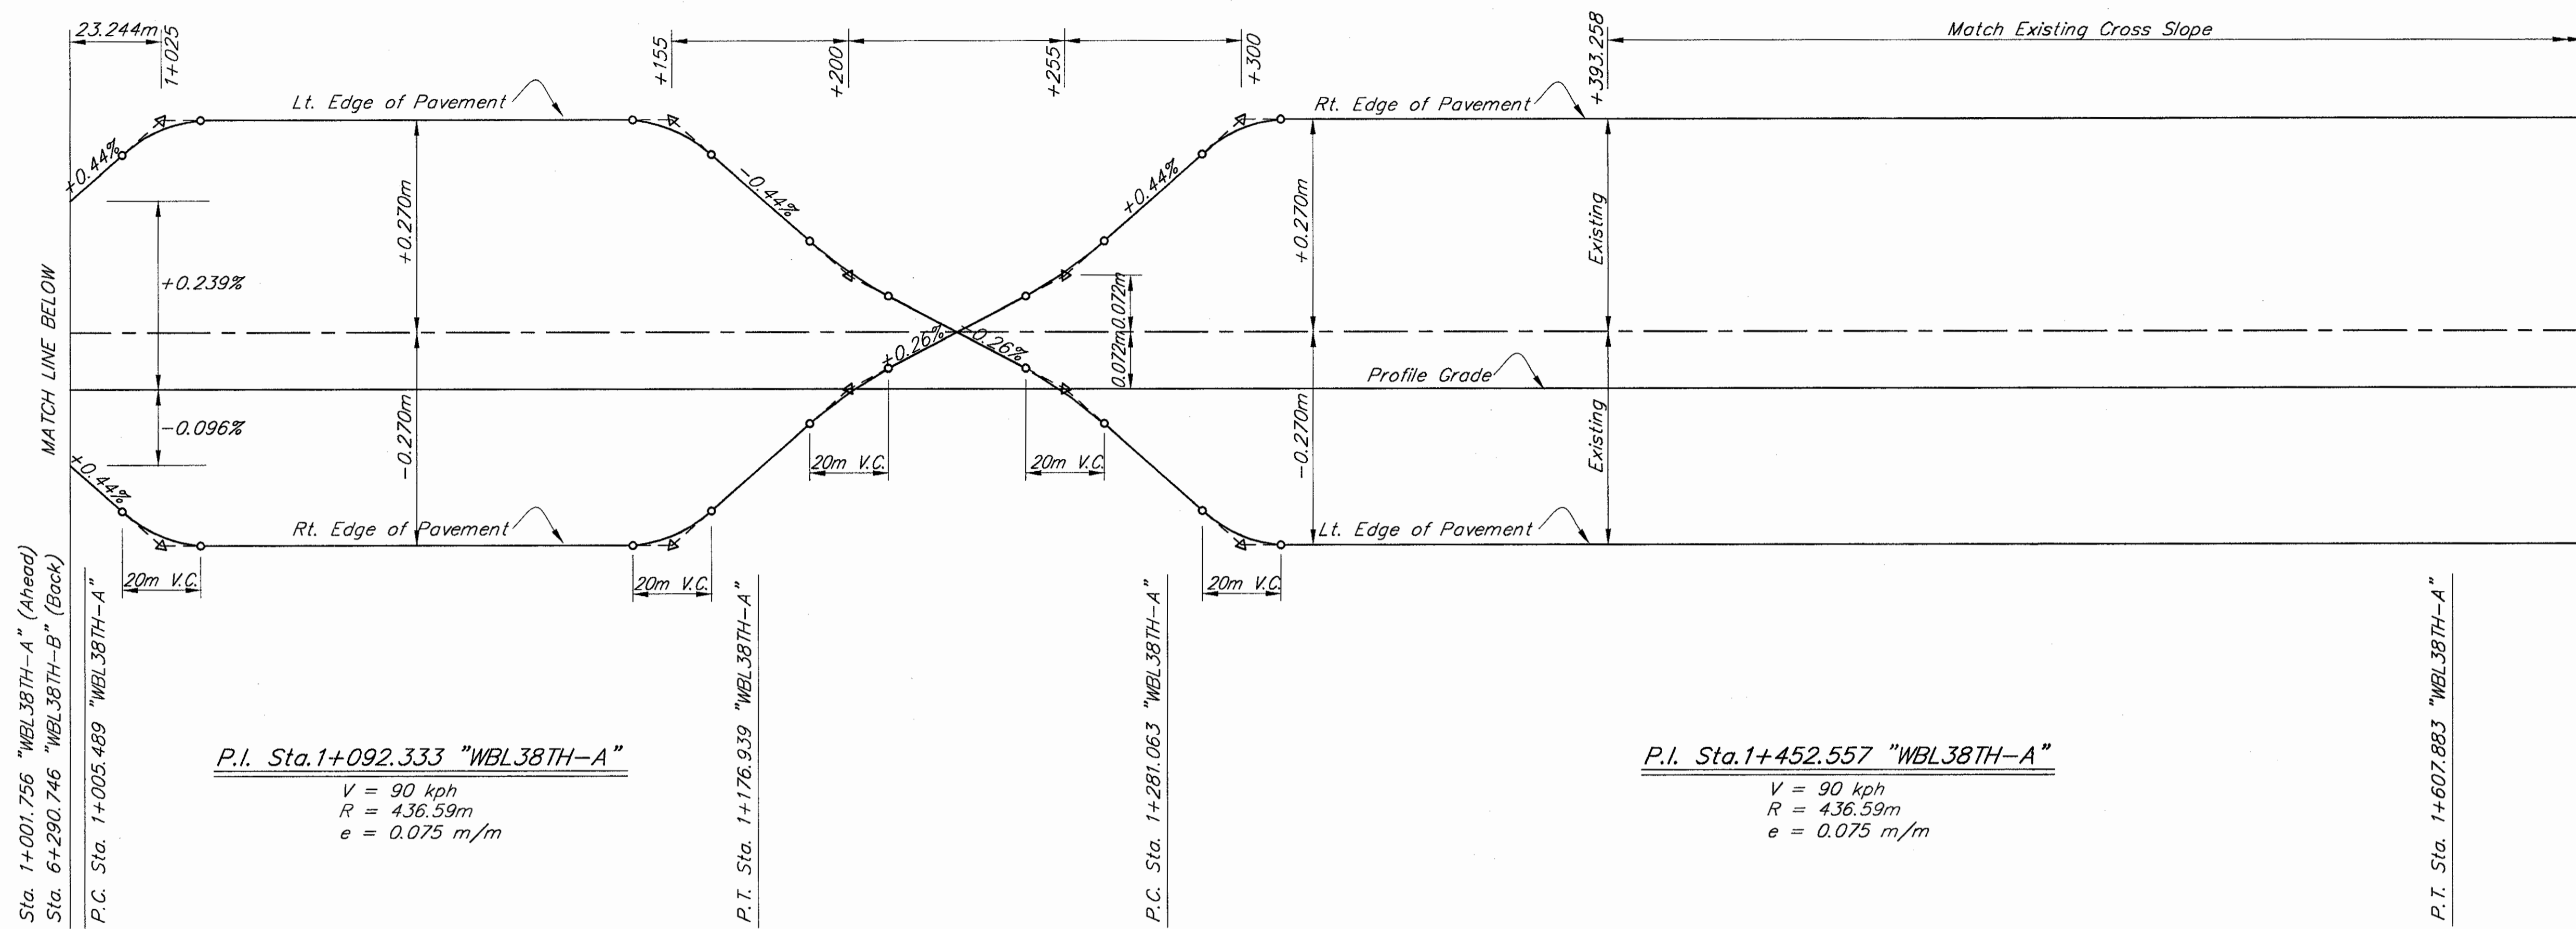 23.244m
1+025
+155
+200
+255
+300
+393.258
Match Existing Cross Slope
Lt. Edge of Pavement
Rt. Edge of Pavement
+0.44%
-0.44%
+0.44%
+0.270m
+0.270m
Existing
+0.239%
0.072m
0.072m
+0.26%
-0.26%
Profile Grade
MATCH LINE BELOW
-0.096%
-0.270m
-0.270m
Existing
+0.44%
20m V.C.
20m V.C.
Rt. Edge of Pavement
Lt. Edge of Pavement
20m V.C.
20m V.C.
20m V.C.
Sta. 1+001.756 "WBL38TH-A" (Ahead)
Sta. 6+290.746 "WBL38TH-B" (Back)
P.C. Sta. 1+005.489 "WBL38TH-A"
P.T. Sta. 1+176.939 "WBL38TH-A"
P.C. Sta. 1+281.063 "WBL38TH-A"
P.T. Sta. 1+607.883 "WBL38TH-A"
P.I. Sta.1+092.333 "WBL38TH-A"
V = 90 kph
R = 436.59m
e = 0.075 m/m
P.I. Sta.1+452.557 "WBL38TH-A"
V = 90 kph
R = 436.59m
e = 0.075 m/m